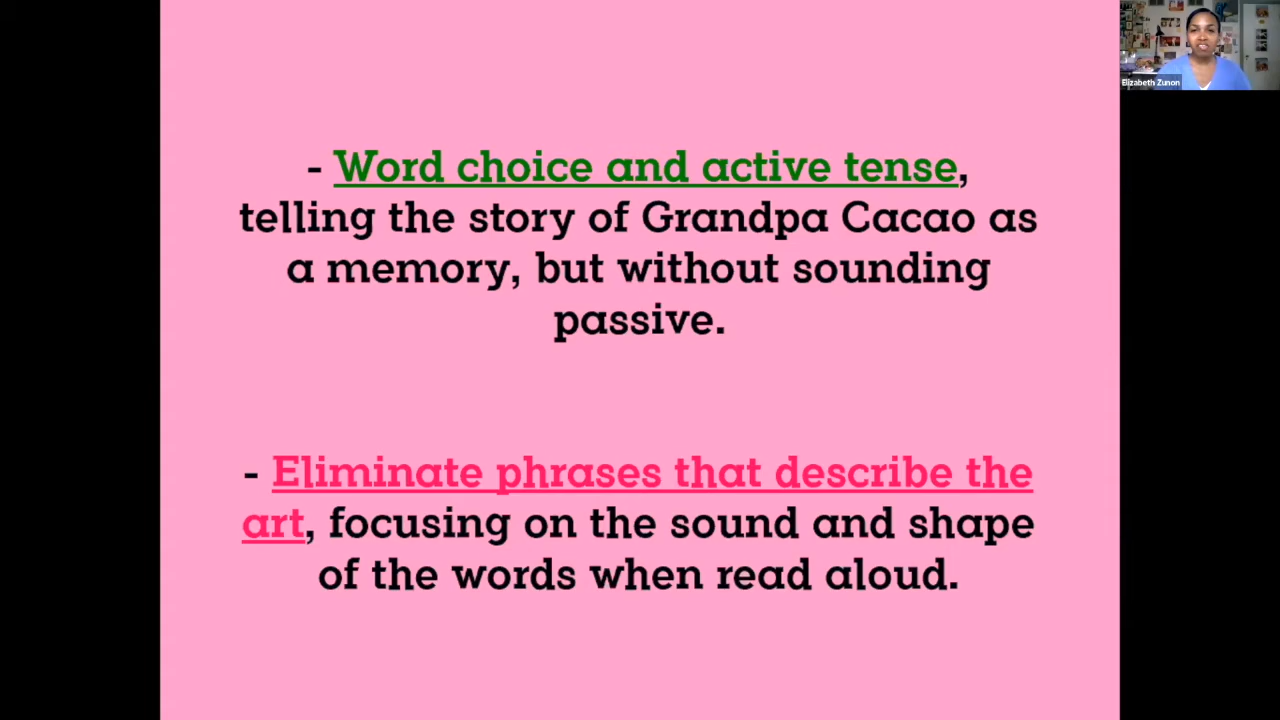 Elizabeth Zunon
- Word choice and active tense,
telling the story of Grandpa Cacao as
a memory, but without sounding
passive.
- Eliminate phrases that describe the
art, focusing on the sound and shape
of the words when read aloud.